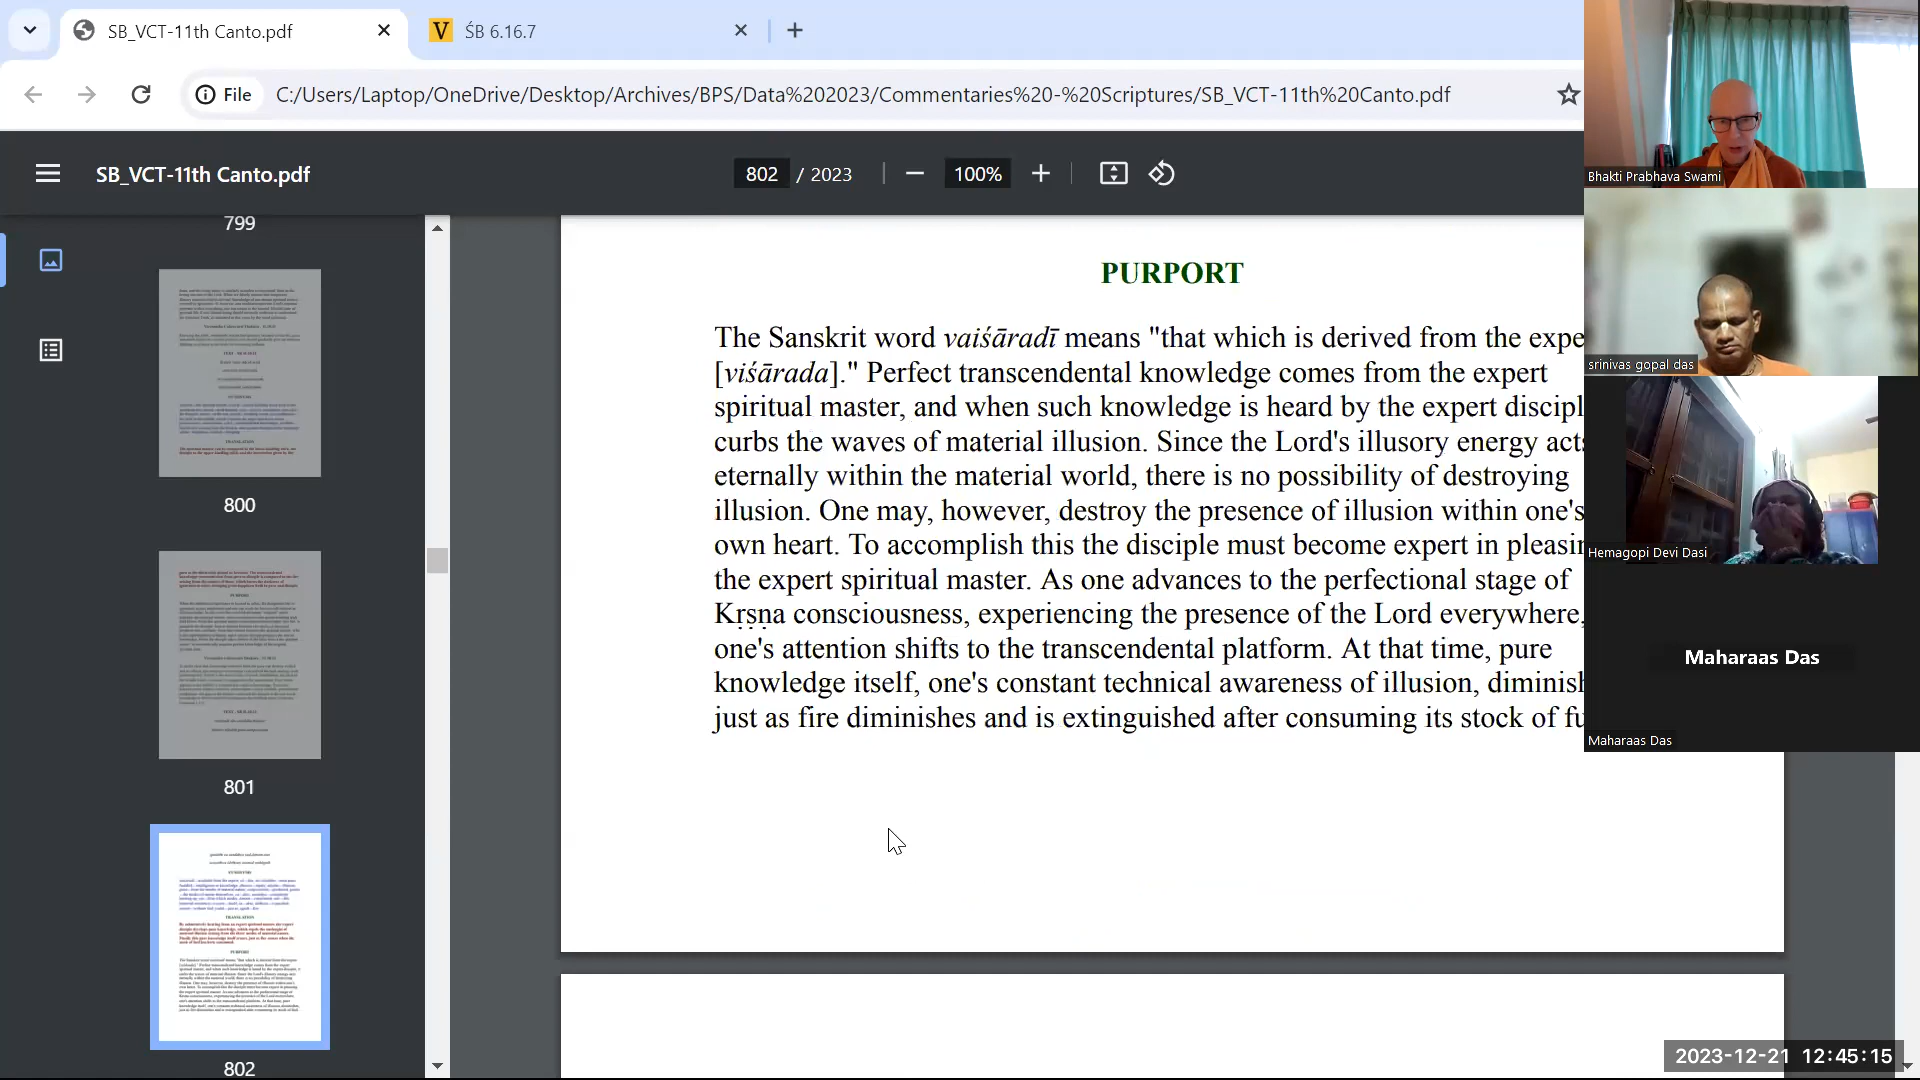 SB_VCT-11th Canto.pdf
V ŚB 6.16.7
File C:/Users/Laptop/OneDrive/Desktop/Archives/BPS/Data%202023/Commentaries%20-%20Scriptures/SB_VCT-11th%20Canto.pdf
SB_VCT-11th Canto.pdf
802 / 2023
100%
799
800
801
802
PURPORT
The Sanskrit word vaiśāradī means "that which is derived from the expe
[viśārada]." Perfect transcendental knowledge comes from the expert
spiritual master, and when such knowledge is heard by the expert discipl
curbs the waves of material illusion. Since the Lord's illusory energy acts
eternally within the material world, there is no possibility of destroying
illusion. One may, however, destroy the presence of illusion within one's
own heart. To accomplish this the disciple must become expert in pleasin
the expert spiritual master. As one advances to the perfectional stage of
Kṛṣṇa consciousness, experiencing the presence of the Lord everywhere,
one's attention shifts to the transcendental platform. At that time, pure
knowledge itself, one's constant technical awareness of illusion, diminish
just as fire diminishes and is extinguished after consuming its stock of fu
Bhakti Prabhava Swami
srinivas gopal das
Hemagopi Devi Dasi
Maharaas Das
Maharaas Das
2023-12-21 12:45:15